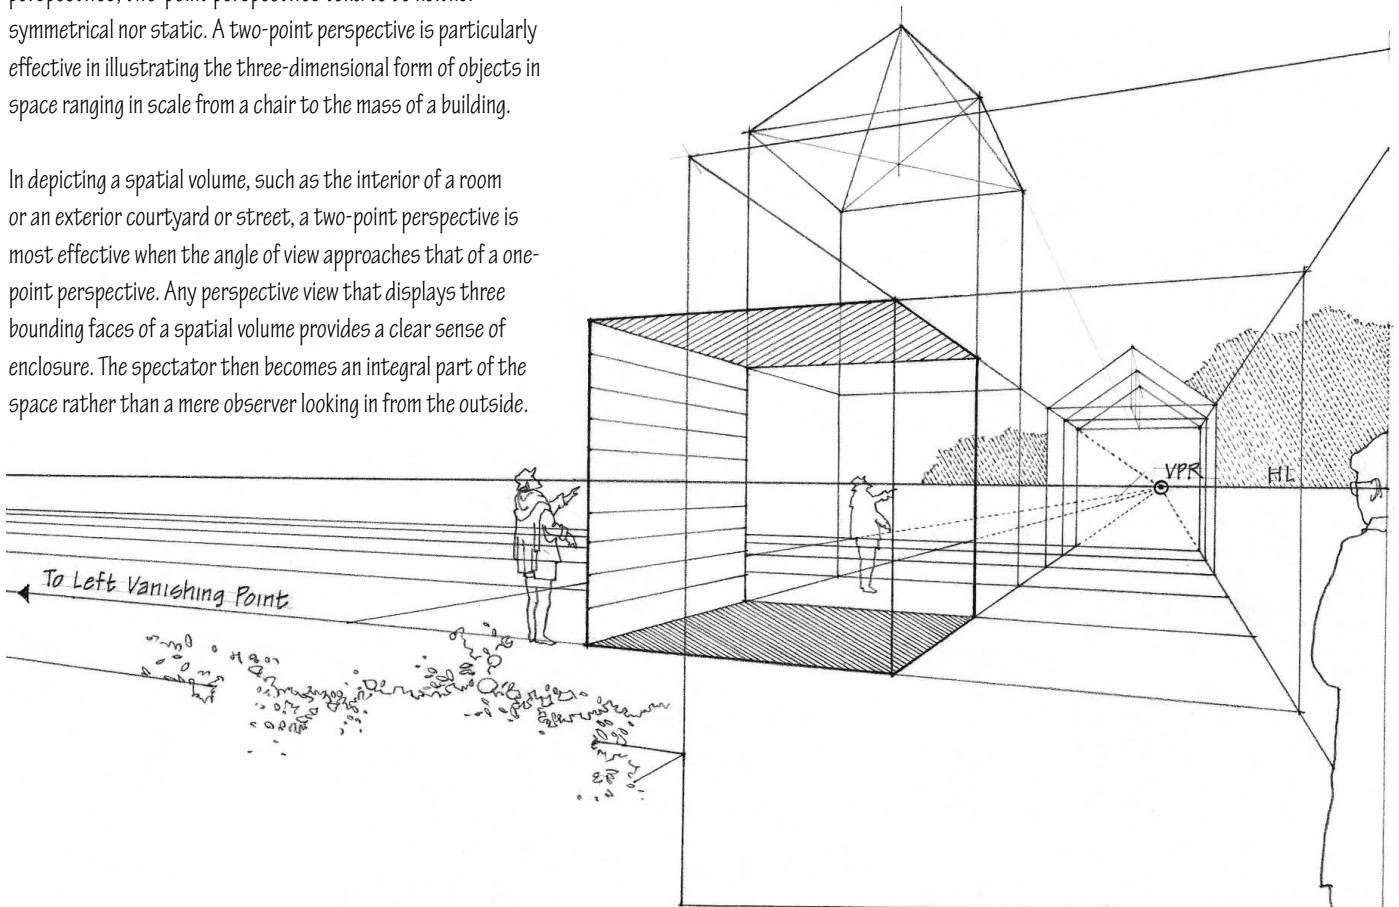 symmetrical nor static. A two-point perspective is particularly
effective in illustrating the three-dimensional form of objects in
space ranging in scale from a chair to the mass of a building.
In depicting a spatial volume, such as the interior of a room
or an exterior courtyard or street, a two-point perspective is
most effective when the angle of view approaches that of a one-
point perspective. Any perspective view that displays three
bounding faces of a spatial volume provides a clear sense of
enclosure. The spectator then becomes an integral part of the
space rather than a mere observer looking in from the outside.
VPR
HL
To Left Vanishing Point